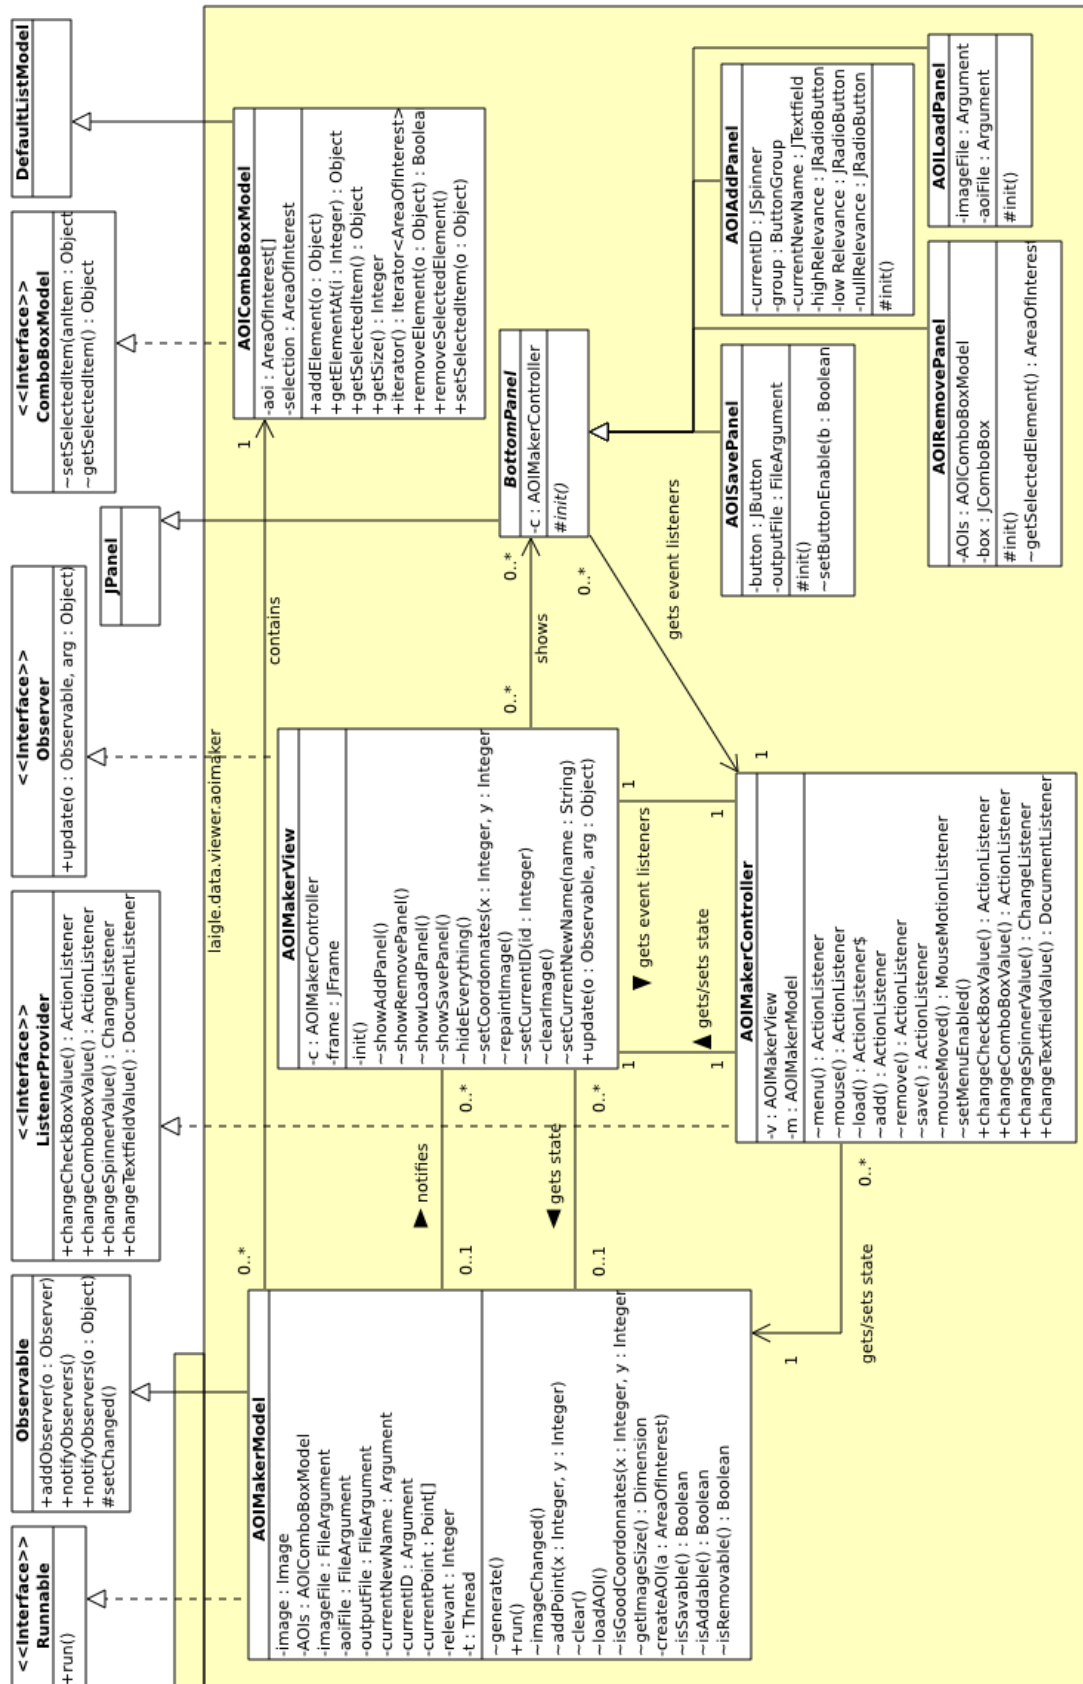 <<Interface>>
Runnable
+run()
Observable
+addObserver(o : Observer)
+notifyObservers()
+notifyObservers(o : Object)
#setChanged()
<<Interface>>
ListenerProvider
+changeCheckBoxValue() : ActionListener
+changeComboBoxValue() : ActionListener
+changeSpinnerValue() : ChangeListener
+changeTextfieldValue() : DocumentListener
<<Interface>>
Observer
+update(o : Observable, arg : Object)
JPanel
<<Interface>>
ComboBoxModel
~setSelectedItem(anItem : Object
~getSelectedItem() : Object
DefaultListModel
laigle.data.viewer.aoimaker
AOIMakerModel
-image : Image
-AOIs : AOIComboBoxModel
-imageFile : FileArgument
-aoiFile : FileArgument
-outputFile : FileArgument
-currentNewName : Argument
-currentID : Argument
-currentPoint : Point[]
-relevant : Integer
-t : Thread
~generate()
+run()
~imageChanged()
~addPoint(x : Integer, y : Integer)
~clear()
~loadAOI()
~isGoodCoordonnates(x : Integer, y : Integer
~getImageSize() : Dimension
-createAOI(a : AreaOfInterest)
~isSavable() : Boolean
~isAddable() : Boolean
~isRemovable() : Boolean
0..*
contains
1
notifies
0..1
0..*
gets state
0..1
0..*
AOIMakerView
-c : AOIMakerController
-frame : JFrame
-init()
~showAddPanel()
~showRemovePanel()
~showLoadPanel()
~showSavePanel()
~hideEverything()
~setCoordonnates(x : Integer, y : Integer
~repaintImage()
~setCurrentID(id : Integer)
~clearImage()
~setCurrentNewName(name : String)
+update(o : Observable, arg : Object)
0..*
shows
0..*
AOIComboBoxModel
-aoi : AreaOfInterest[]
-selection : AreaOfInterest
+addElement(o : Object)
+getElementAt(i : Integer) : Object
+getSelectedItem() : Object
+getSize() : Integer
+iterator() : Iterator<AreaOfInterest>
+removeElement(o : Object) : Boolea
+removeSelectedElement()
+setSelectedItem(o : Object)
BottomPanel
-c : AOIMakerController
#init()
0..*
gets event listeners
1
1
gets event listeners
1
1
gets/sets state
1
AOIMakerController
-v : AOIMakerView
-m : AOIMakerModel
~menu() : ActionListener
~mouse() : ActionListener
~load() : ActionListener$
~add() : ActionListener
~remove() : ActionListener
~save() : ActionListener
~mouseMoved() : MouseMotionListener
~setMenuEnabled()
+changeCheckBoxValue() : ActionListener
+changeComboBoxValue() : ActionListener
+changeSpinnerValue() : ChangeListener
+changeTextfieldValue() : DocumentListener
0..*
gets/sets state
1
AOISavePanel
-button : JButton
-outputFile : FileArgument
#init()
~setButtonEnable(b : Boolean
AOIAddPanel
-currentID : JSpinner
-group : ButtonGroup
-currentNewName : JTextfield
-highRelevance : JRadioButton
-low Relevance : JRadioButton
-nullRelevance : JRadioButton
#init()
AOIRemovePanel
-AOIs : AOIComboBoxModel
-box : JComboBox
#init()
~getSelectedElement() : AreaOfInterest
AOILoadPanel
-imageFile : Argument
-aoiFile : Argument
#init()